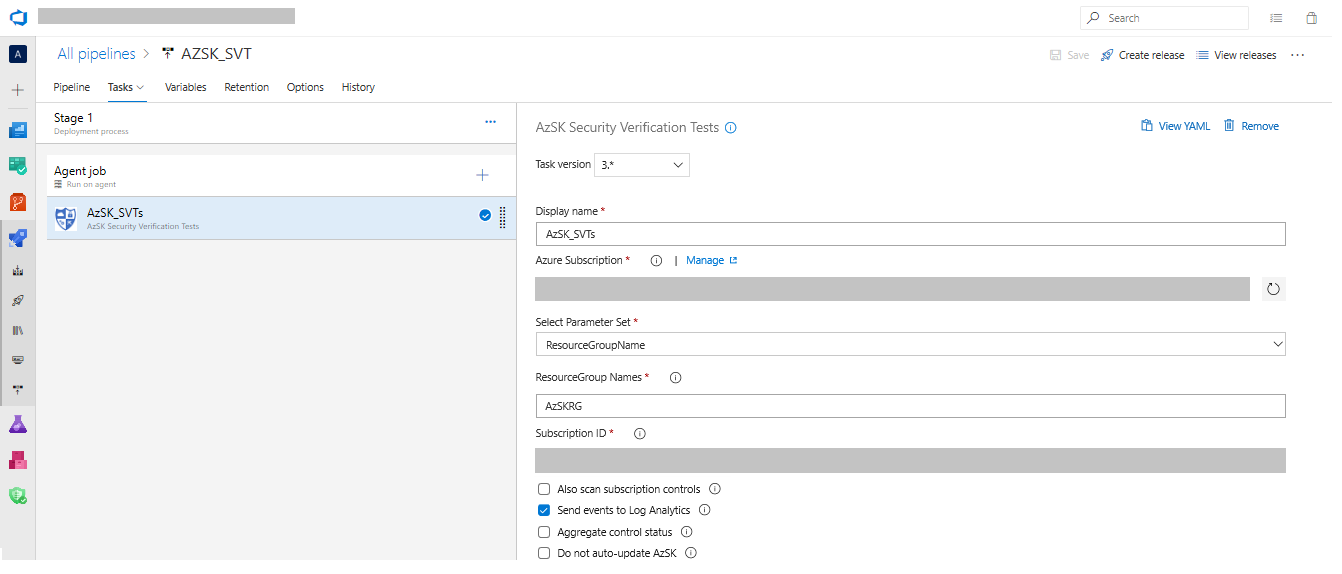 Search
A
All pipelines > AZSK_SVT
Save Create release View releases ...
Pipeline Tasks Variables Retention Options History
Stage 1
Deployment process
...
Agent job
Run on agent
AzSK_SVTs
AzSK Security Verification Tests
AzSK Security Verification Tests
View YAML Remove
Task version 3.*
Display name *
AzSK_SVTs
Azure Subscription * | Manage
Select Parameter Set *
ResourceGroupName
ResourceGroup Names *
AzSKRG
Subscription ID *
Also scan subscription controls
Send events to Log Analytics
Aggregate control status
Do not auto-update AzSK